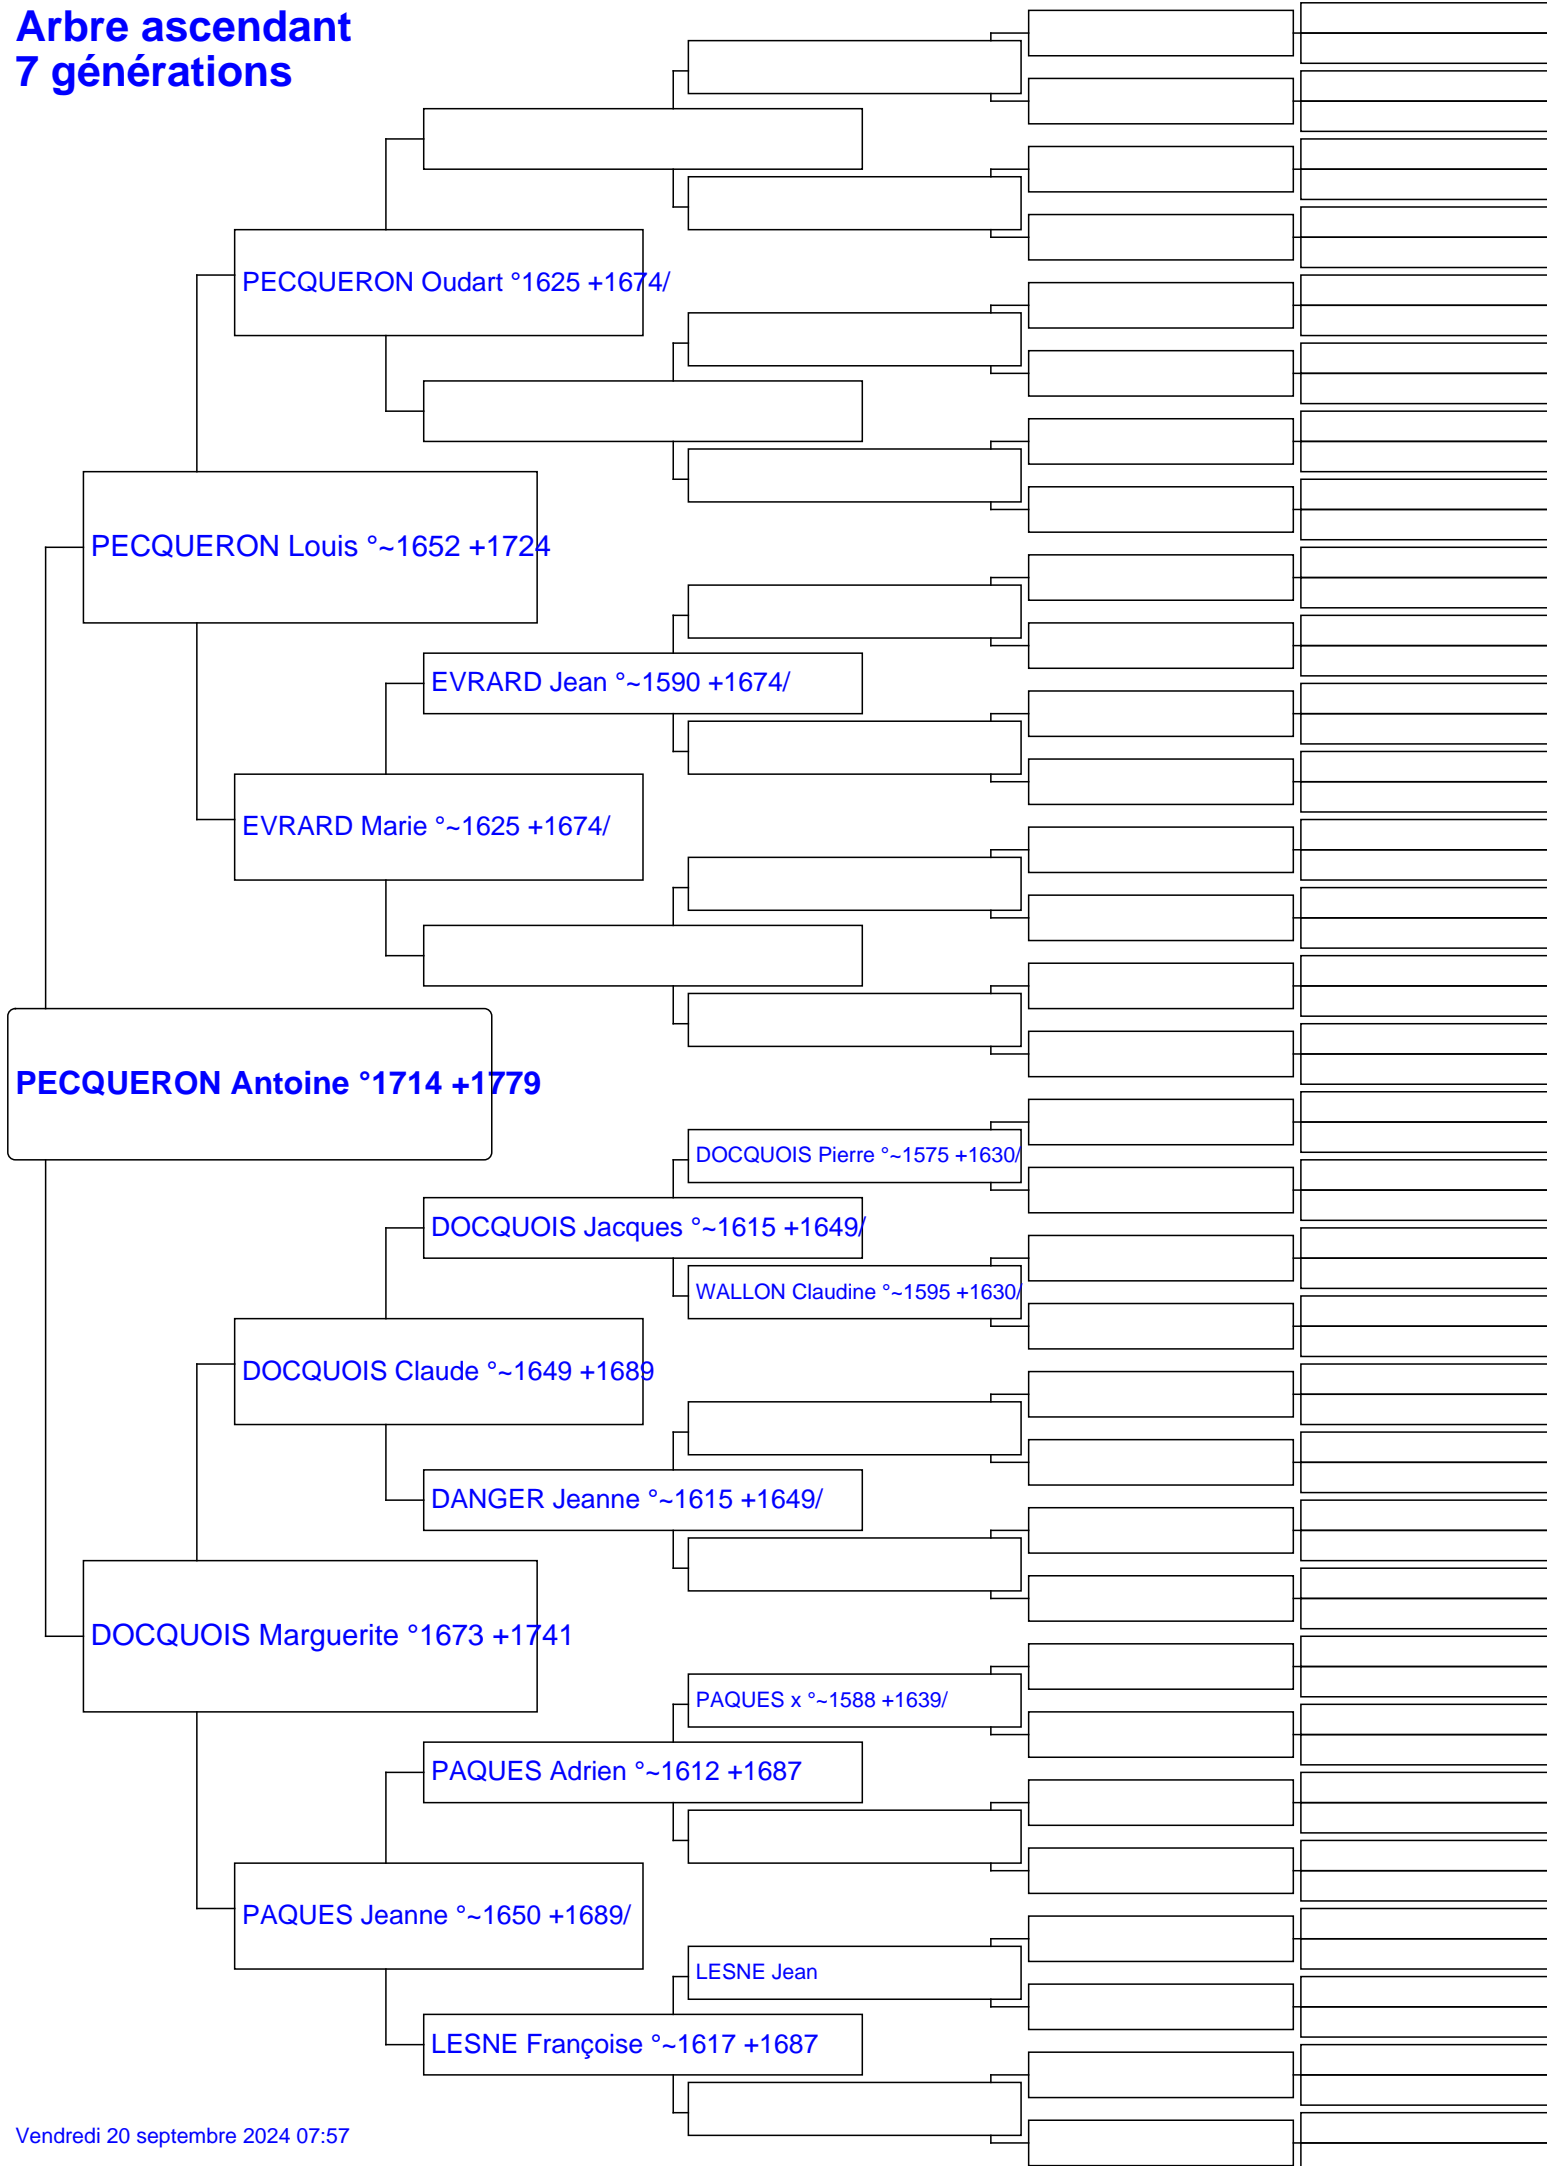 Arbre ascendant
7 générations
PECQUERON Oudart °1625 +1674/
PECQUERON Louis °~1652 +1724
EVRARD Jean °~1590 +1674/
EVRARD Marie °~1625 +1674/
PECQUERON Antoine °1714 +1779
DOCQUOIS Pierre °~1575 +1630/
DOCQUOIS Jacques °~1615 +1649/
WALLON Claudine °~1595 +1630/
DOCQUOIS Claude °~1649 +1689
DANGER Jeanne °~1615 +1649/
DOCQUOIS Marguerite °1673 +1741
PAQUES x °~1588 +1639/
PAQUES Adrien °~1612 +1687
PAQUES Jeanne °~1650 +1689/
LESNE Jean
LESNE Françoise °~1617 +1687
Vendredi 20 septembre 2024 07:57